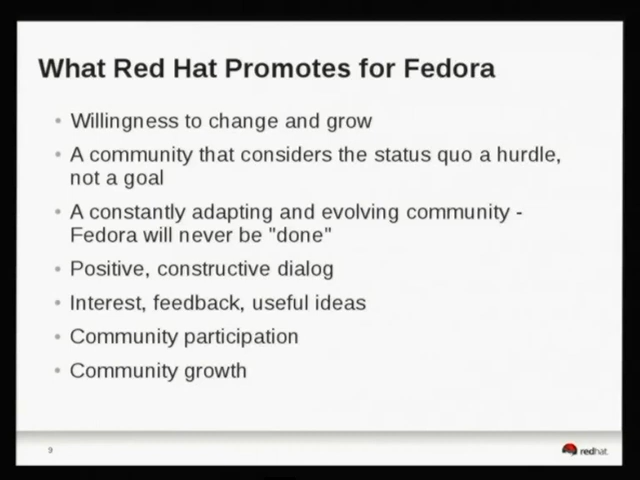 What Red Hat Promotes for Fedora
• Willingness to change and grow
• A community that considers the status quo a hurdle,
not a goal
• A constantly adapting and evolving community -
Fedora will never be "done"
• Positive, constructive dialog
• Interest, feedback, useful ideas
• Community participation
• Community growth
9
redhat.